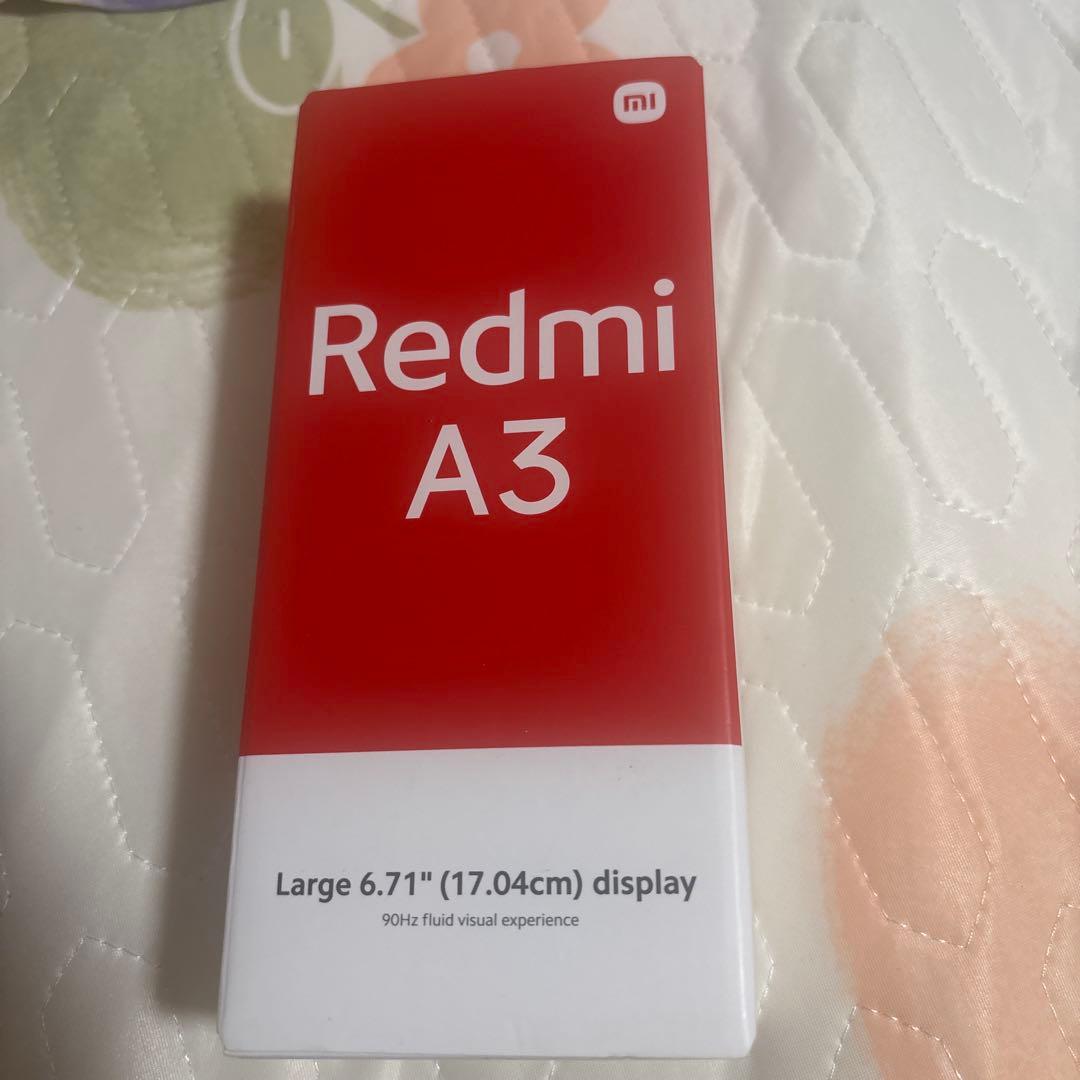 mi
Redmi
A3
Large 6.71" (17.04cm) display
90Hz fluid visual experience